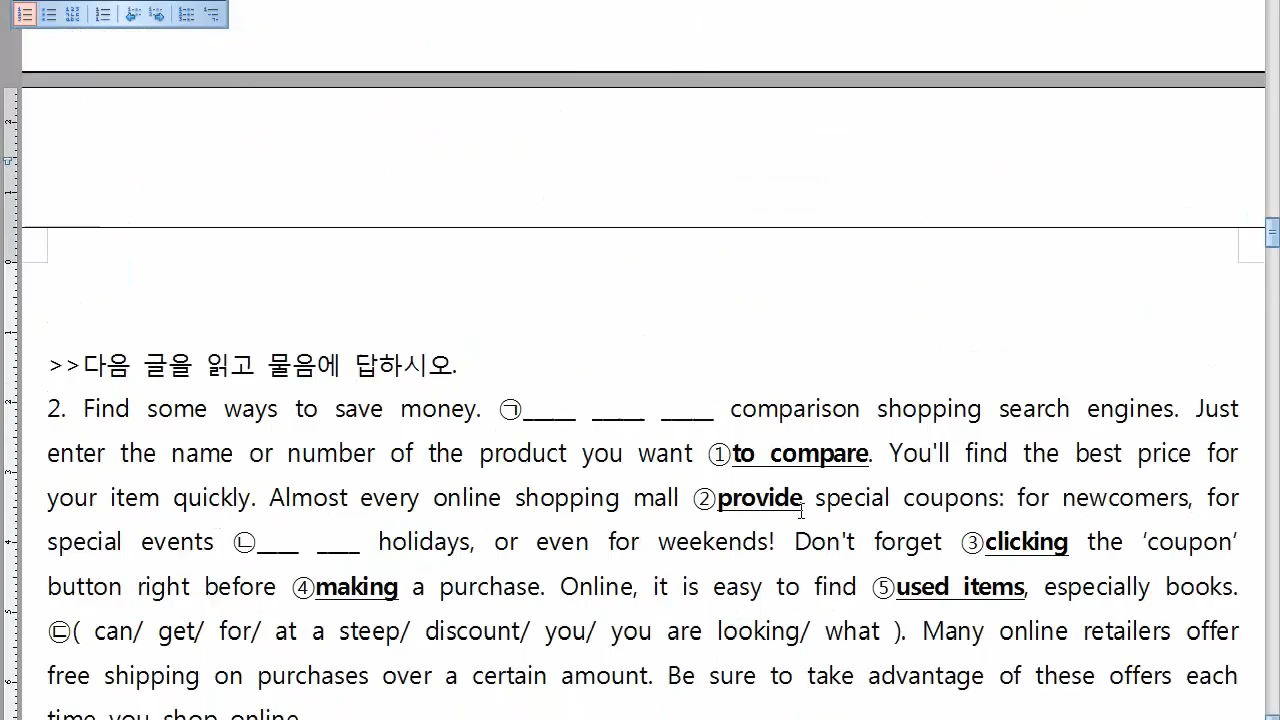 >>다음 글을 읽고 물음에 답하시오.
2. Find some ways to save money. ㉠____ ____ ____ comparison shopping search engines. Just
enter the name or number of the product you want ①to compare. You'll find the best price for
your item quickly. Almost every online shopping mall ②provide special coupons: for newcomers, for
special events ㉡___ ___ holidays, or even for weekends! Don't forget ③clicking the ‘coupon’
button right before ④making a purchase. Online, it is easy to find ⑤used items, especially books.
㉢( can/ get/ for/ at a steep/ discount/ you/ you are looking/ what ). Many online retailers offer
free shipping on purchases over a certain amount. Be sure to take advantage of these offers each
time you shop online.